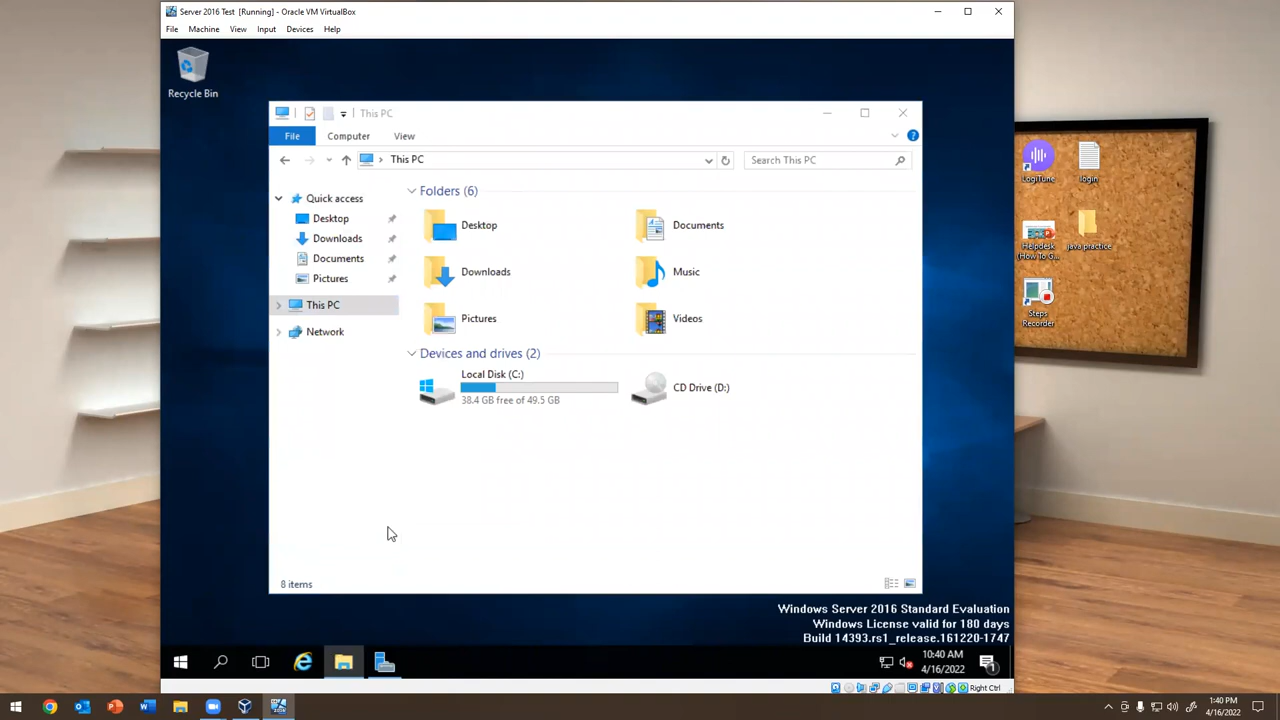 Server 2016 Test [Running] - Oracle VM VirtualBox
File Machine View Input Devices Help
Recycle Bin
This PC
File Computer View
This PC
Search This PC
Quick access
Desktop
Downloads
Documents
Pictures
This PC
Network
Folders (6)
Desktop
Documents
Downloads
Music
Pictures
Videos
Devices and drives (2)
Local Disk (C:)
38.4 GB free of 49.5 GB
CD Drive (D:)
8 items
Windows Server 2016 Standard Evaluation
Windows License valid for 180 days
Build 14393.rs1_release.161220-1747
10:40 AM
4/16/2022
1
Right Ctrl
LogiTune
login
Helpdesk
(How To G...
java practice
Steps
Recorder
1:40 PM
4/16/2022